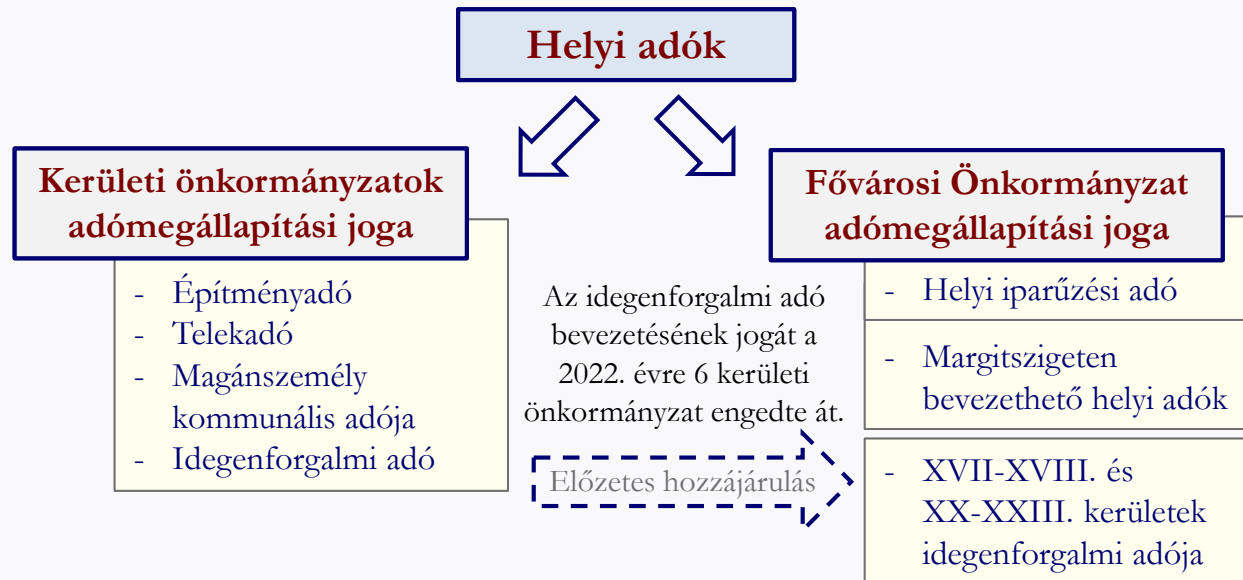 Helyi adók
Kerületi önkormányzatok
adómegállapítási joga
- Építményadó
- Telekadó
- Magánszemély
kommunális adója
- Idegenforgalmi adó
Az idegenforgalmi adó
bevezetésének jogát a
2022. évre 6 kerületi
önkormányzat engedte át.
Előzetes hozzájárulás
Fővárosi Önkormányzat
adómegállapítási joga
- Helyi iparűzési adó
- Margitszigeten
bevezethető helyi adók
- XVII-XVIII. és
XX-XXIII. kerületek
idegenforgalmi adója